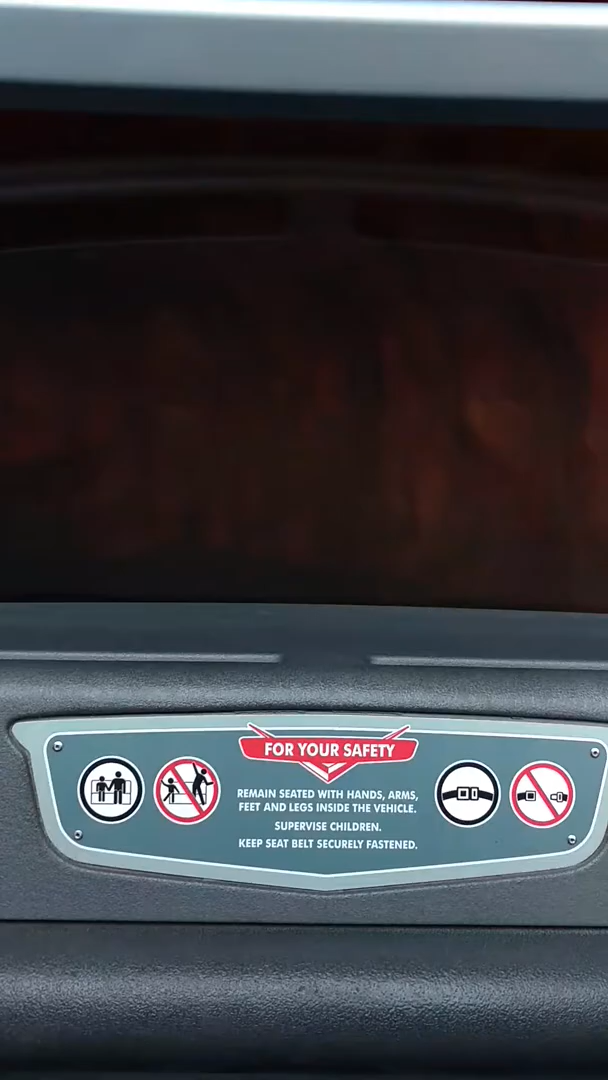 FOR YOUR SAFETY
REMAIN SEATED WITH HANDS, ARMS,
FEET AND LEGS INSIDE THE VEHICLE.
SUPERVISE CHILDREN.
KEEP SEAT BELT SECURELY FASTENED.